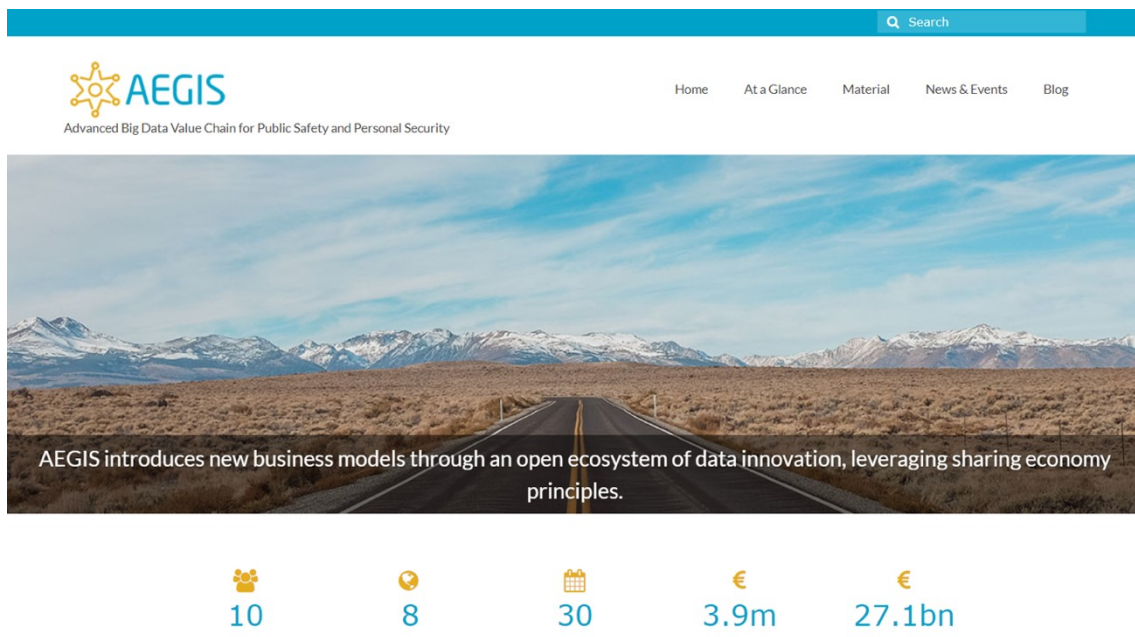 Search
AEGIS
Home At a Glance Material News & Events Blog
Advanced Big Data Value Chain for Public Safety and Personal Security
AEGIS introduces new business models through an open ecosystem of data innovation, leveraging sharing economy
principles.
€ €
10 8 30 3.9m 27.1bn